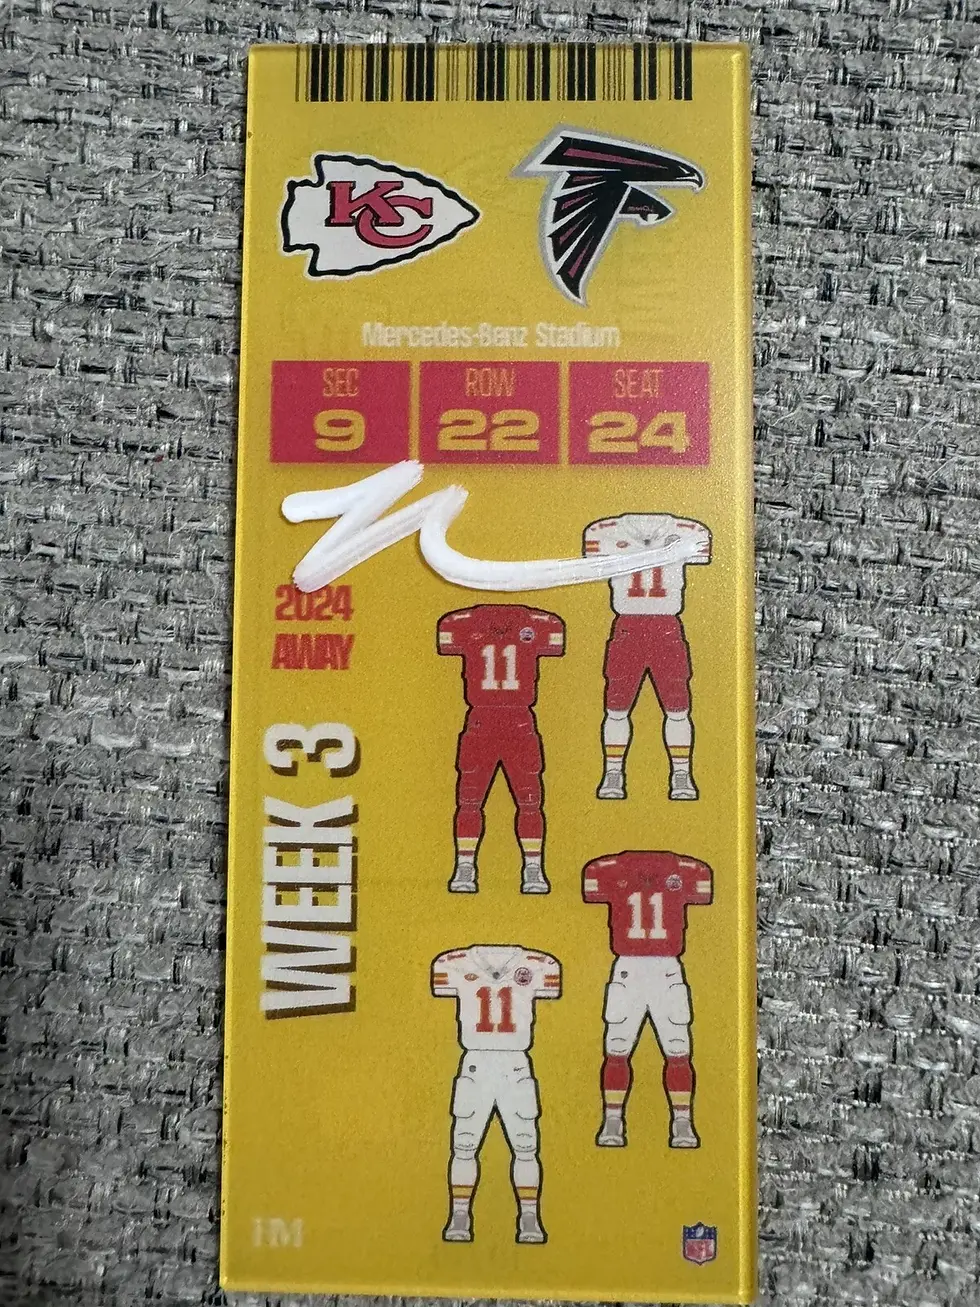 KC
Mercedes-Benz Stadium
SEC ROW SEAT
9 22 24
2024
AWAY
WEEK 3
11
11
11
11
HM
NFL